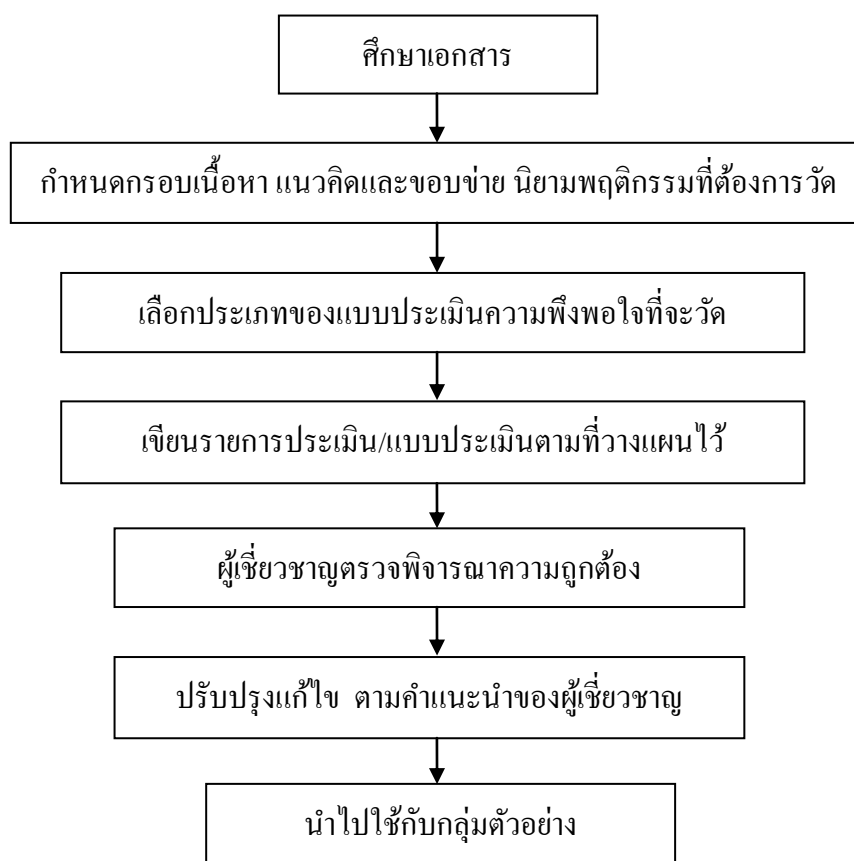 ศึกษาเอกสาร
กำหนดกรอบเนื้อหา แนวคิดและขอบข่าย นิยามพฤติกรรมที่ต้องการวัด
เลือกประเภทของแบบประเมินความพึงพอใจที่จะวัด
เขียนรายการประเมิน/แบบประเมินตามที่วางแผนไว้
ผู้เชี่ยวชาญตรวจพิจารณาความถูกต้อง
ปรับปรุงแก้ไข ตามคำแนะนำของผู้เชี่ยวชาญ
นำไปใช้กับกลุ่มตัวอย่าง